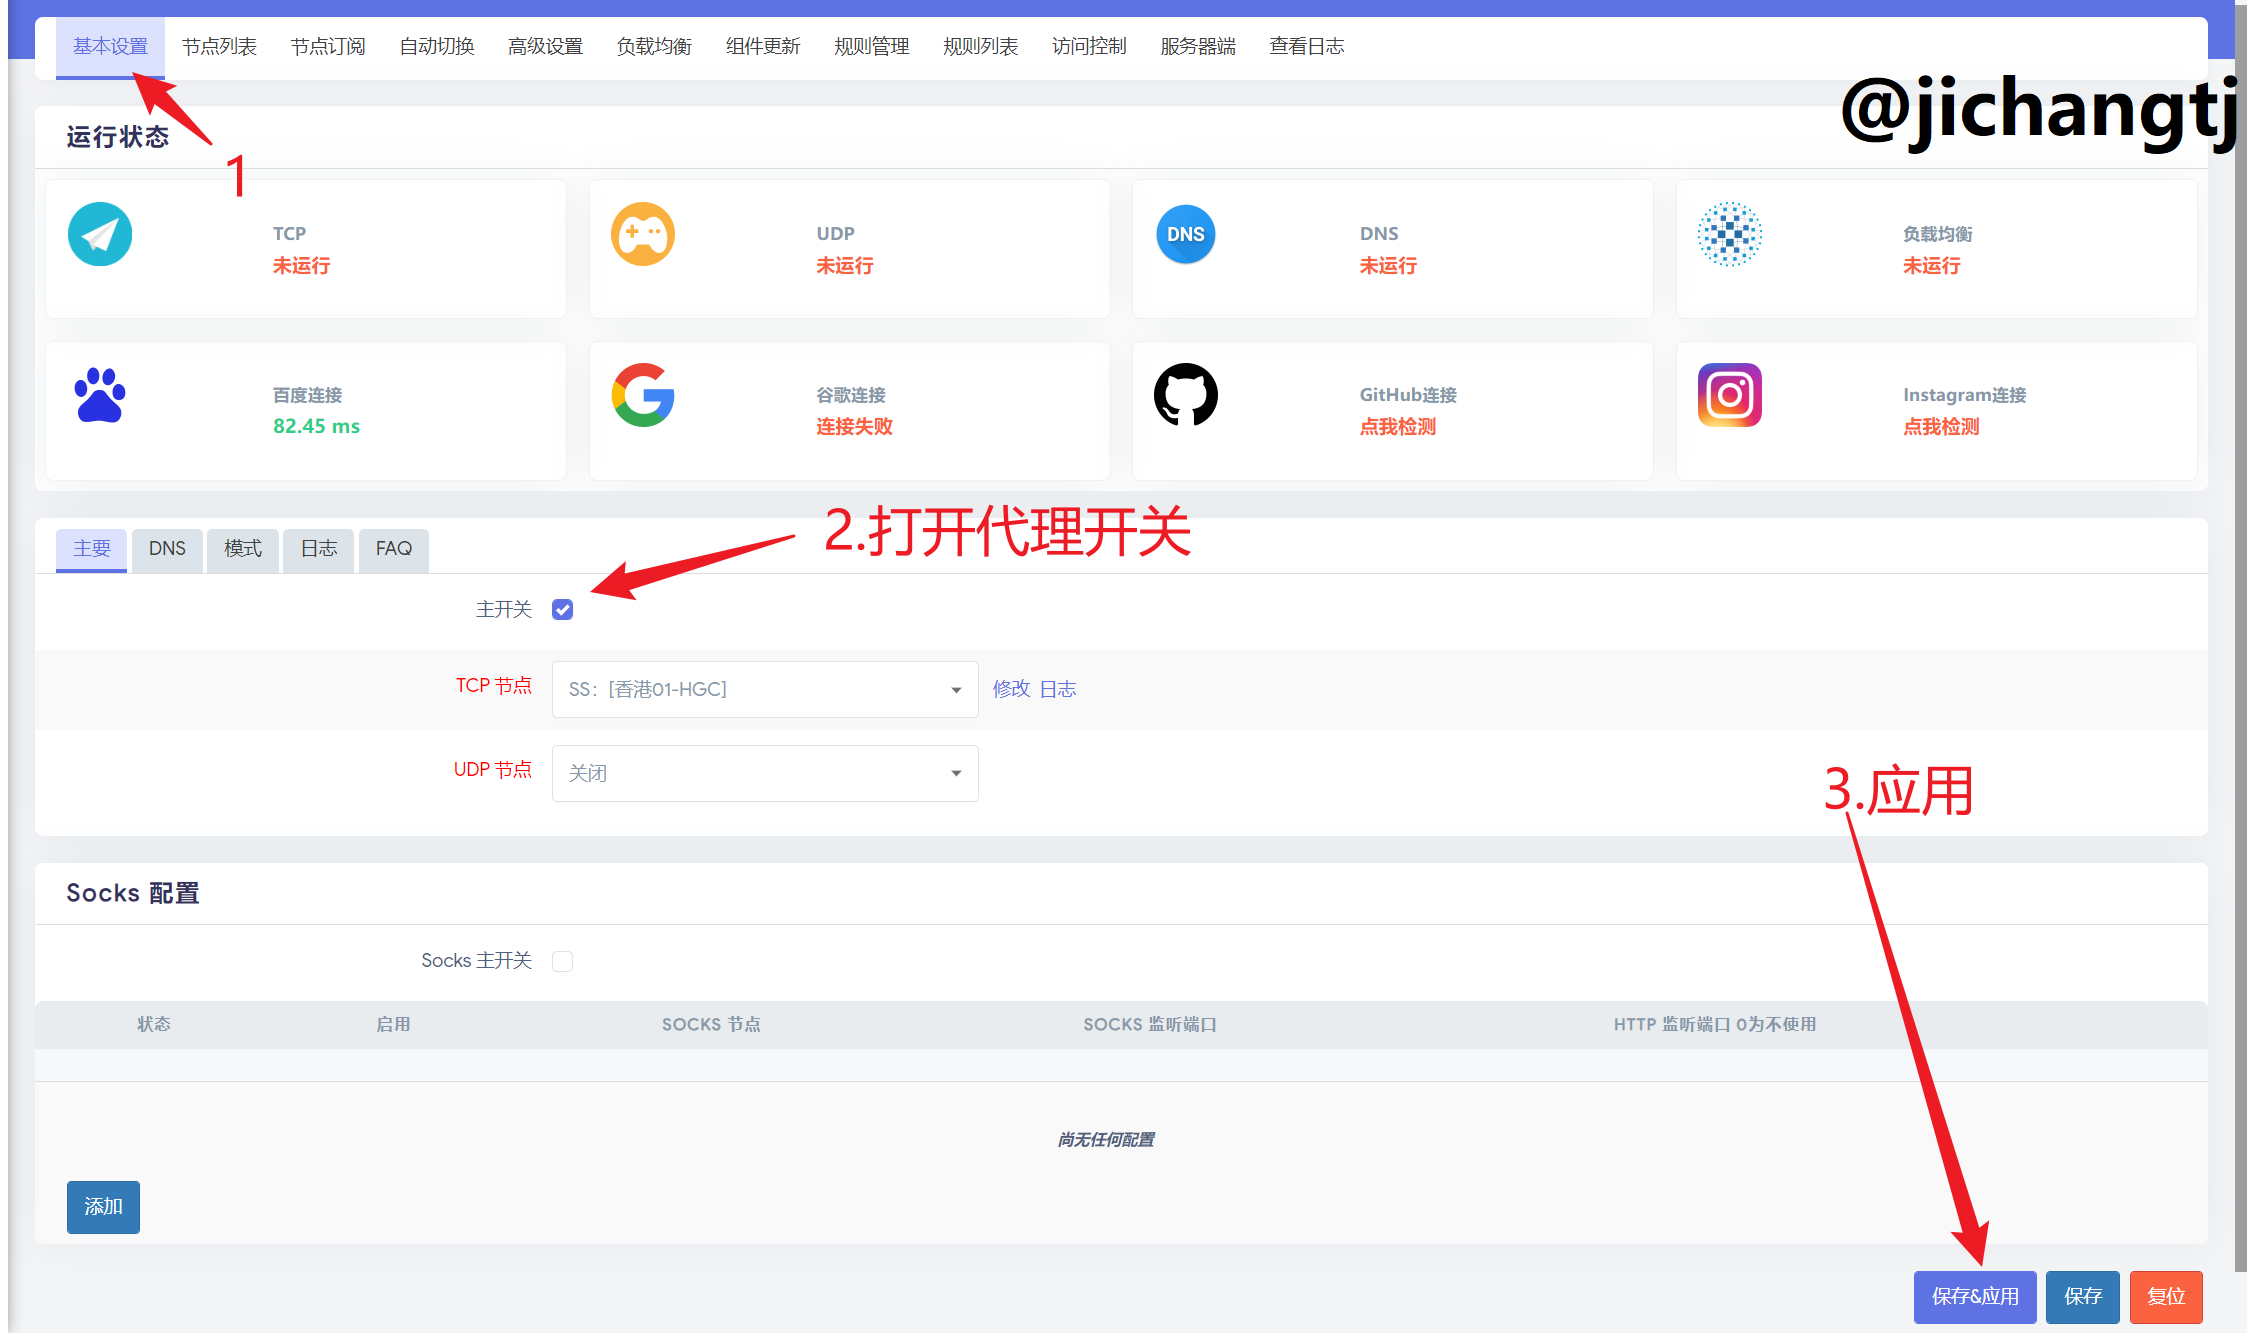 基本设置 节点列表 节点订阅 自动切换 高级设置 负载均衡 组件更新 规则管理 规则列表 访问控制 服务器端 查看日志
@jichangtj
运行状态
1
TCP
未运行
UDP
未运行
DNS
DNS
未运行
负载均衡
未运行
百度连接
82.45 ms
谷歌连接
连接失败
GitHub连接
点我检测
Instagram连接
点我检测
2.打开代理开关
主要 DNS 模式 日志 FAQ
主开关
TCP 节点 SS：[香港01-HGC] 修改 日志
UDP 节点 关闭
3.应用
Socks 配置
Socks 主开关
状态 启用 SOCKS 节点 SOCKS 监听端口 HTTP 监听端口 0为不使用
尚无任何配置
添加
保存&应用 保存 复位